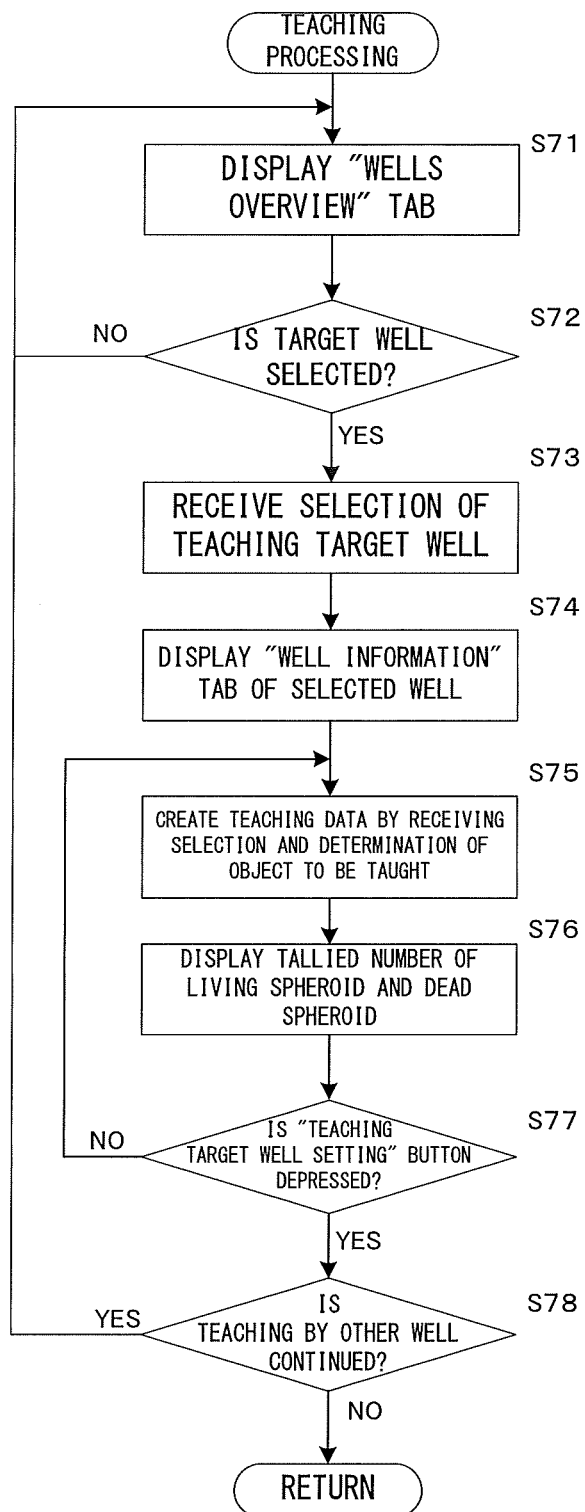 TEACHING
PROCESSING
S71
DISPLAY "WELLS
OVERVIEW" TAB
S72
NO
IS TARGET WELL
SELECTED?
YES
S73
RECEIVE SELECTION OF
TEACHING TARGET WELL
S74
DISPLAY "WELL INFORMATION"
TAB OF SELECTED WELL
S75
CREATE TEACHING DATA BY RECEIVING
SELECTION AND DETERMINATION OF
OBJECT TO BE TAUGHT
S76
DISPLAY TALLIED NUMBER OF
LIVING SPHEROID AND DEAD
SPHEROID
S77
NO
IS "TEACHING
TARGET WELL SETTING" BUTTON
DEPRESSED?
YES
S78
YES
IS
TEACHING BY OTHER WELL
CONTINUED?
NO
RETURN